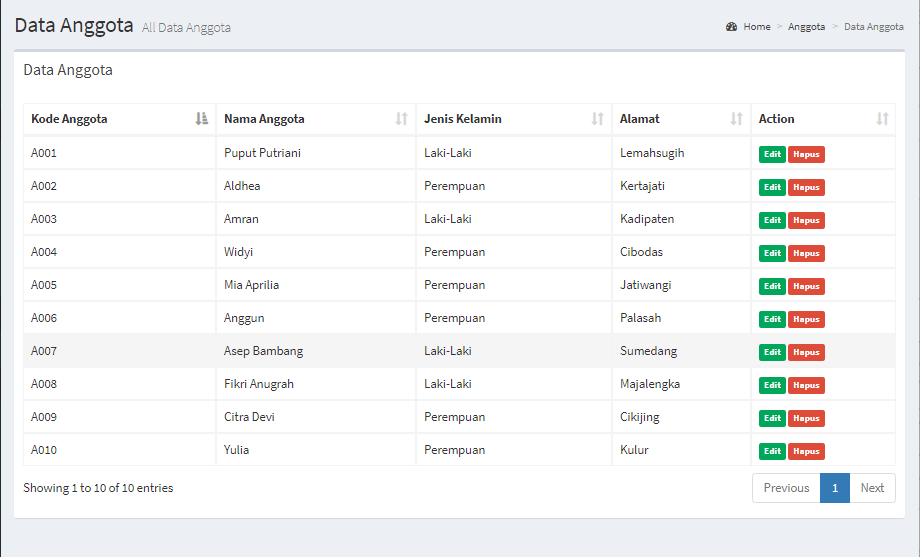 Data Anggota All Data Anggota
Home > Anggota > Data Anggota
Data Anggota
Kode Anggota Nama Anggota Jenis Kelamin Alamat Action
A001 Puput Putriani Laki-Laki Lemahsugih Edit Hapus
A002 Aldhea Perempuan Kertajati Edit Hapus
A003 Amran Laki-Laki Kadipaten Edit Hapus
A004 Widyi Perempuan Cibodas Edit Hapus
A005 Mia Aprilia Perempuan Jatiwangi Edit Hapus
A006 Anggun Perempuan Palasah Edit Hapus
A007 Asep Bambang Laki-Laki Sumedang Edit Hapus
A008 Fikri Anugrah Laki-Laki Majalengka Edit Hapus
A009 Citra Devi Perempuan Cikijing Edit Hapus
A010 Yulia Perempuan Kulur Edit Hapus
Showing 1 to 10 of 10 entries
Previous 1 Next